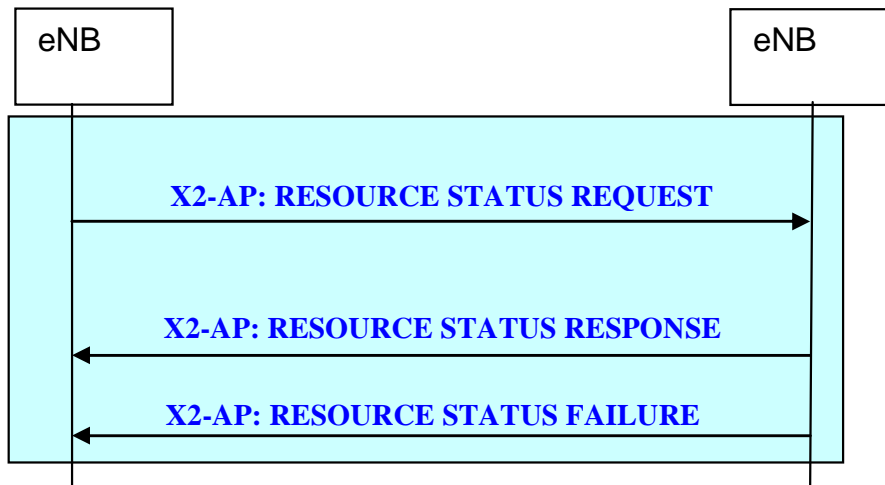 eNB
eNB
X2-AP: RESOURCE STATUS REQUEST
X2-AP: RESOURCE STATUS RESPONSE
X2-AP: RESOURCE STATUS FAILURE